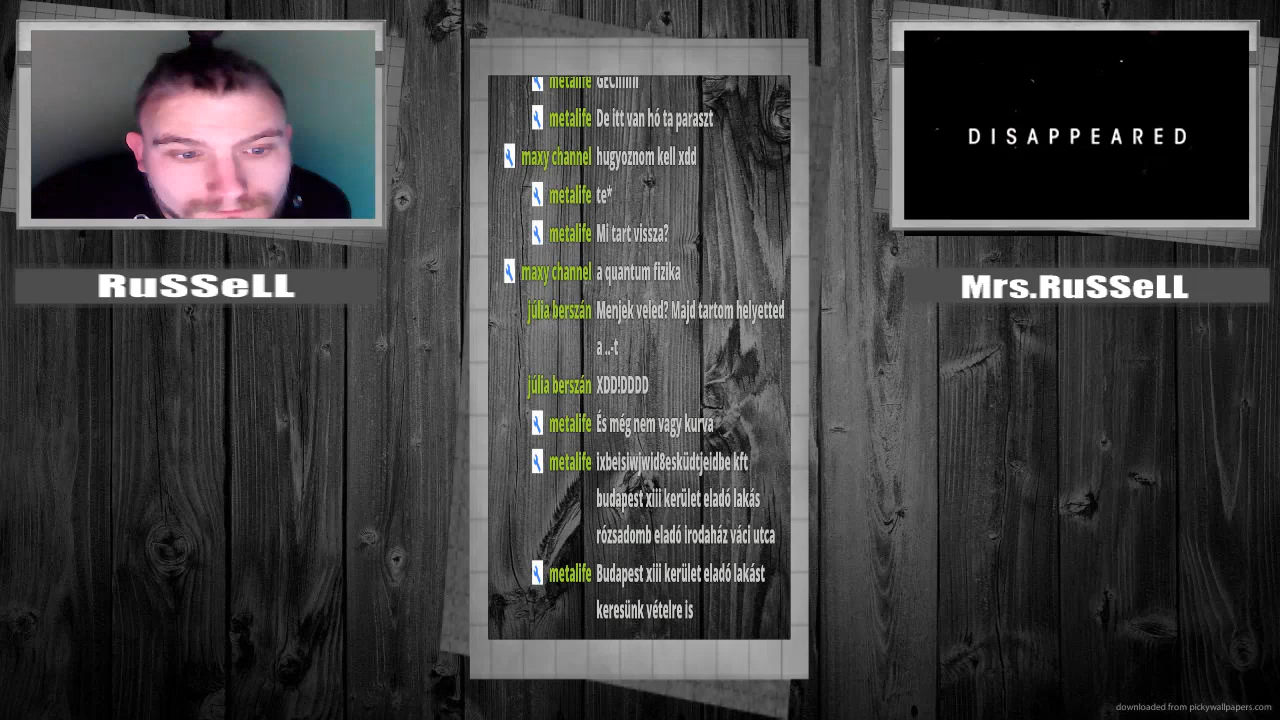 metalife GECIIIIII
metalife De itt van hó ta paraszt
maxy channel hugyoznom kell xdd
metalife te*
metalife Mi tart vissza?
maxy channel a quantum fizika
júlia berszán Menjek veled? Majd tartom helyetted
a ..-t
júlia berszán XDD!DDDD
metalife És még nem vagy kurva
metalife ixbeisiwjwid8esküdtjeidbe kft
budapest xiii kerület eladó lakás
rózsadomb eladó irodaház váci utca
metalife Budapest xiii kerület eladó lakást
keresünk vételre is
RuSSeLL
DISAPPEARED
Mrs.RuSSeLL
downloaded from pickywallpapers.com